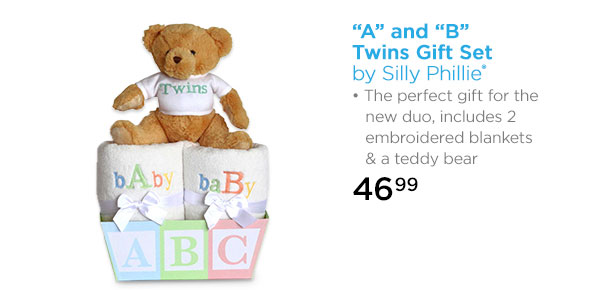 “A” and “B”
Twins Gift Set
by Silly Phillie*
• The perfect gift for the
new duo, includes 2
embroidered blankets
& a teddy bear
46.99
Twins
bAby
baBy
A B C